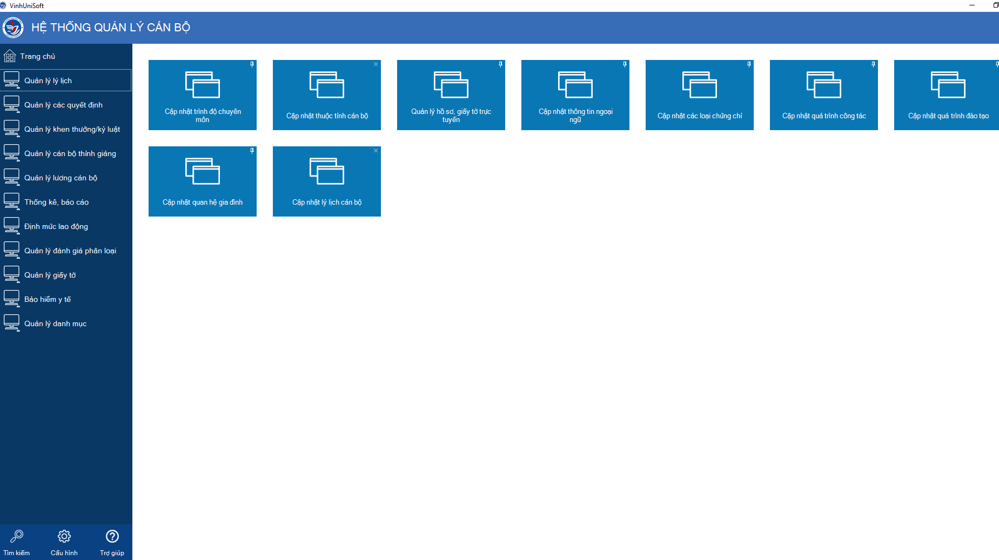 VinhUniSoft
HỆ THỐNG QUẢN LÝ CÁN BỘ
Trang chủ
Quản lý lý lịch
Quản lý các quyết định
Quản lý khen thưởng/kỷ luật
Quản lý cán bộ thỉnh giảng
Quản lý lương cán bộ
Thống kê, báo cáo
Định mức lao động
Quản lý đánh giá phân loại
Quản lý giấy tờ
Bảo hiểm y tế
Quản lý danh mục
Tìm kiếm
Cấu hình
Trợ giúp
Cập nhật trình độ chuyên
môn
Cập nhật thuộc tính cán bộ
Quản lý hồ sơ, giấy tờ trực
tuyến
Cập nhật thông tin ngoại
ngũ
Cập nhật các loại chứng chỉ
Cập nhật quá trình công tác
Cập nhật quá trình đào tạo
Cập nhật quan hệ gia đình
Cập nhật lý lịch cán bộ